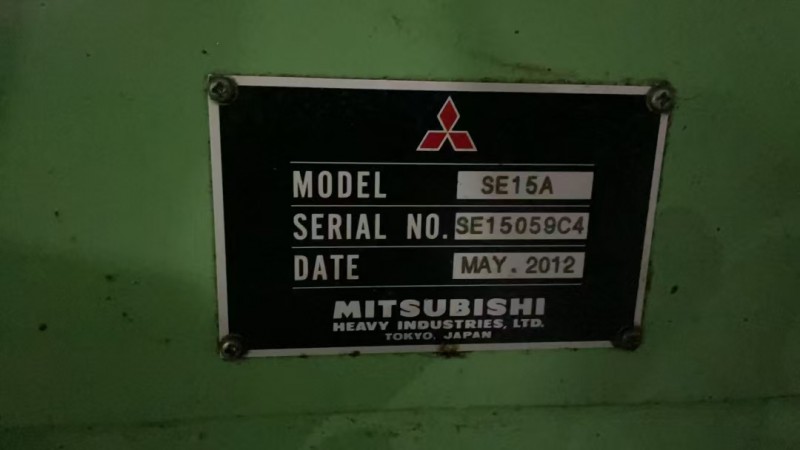 MODEL SE15A
SERIAL NO. SE15059C4
DATE MAY. 2012
MITSUBISHI
HEAVY INDUSTRIES, LTD.
TOKYO, JAPAN